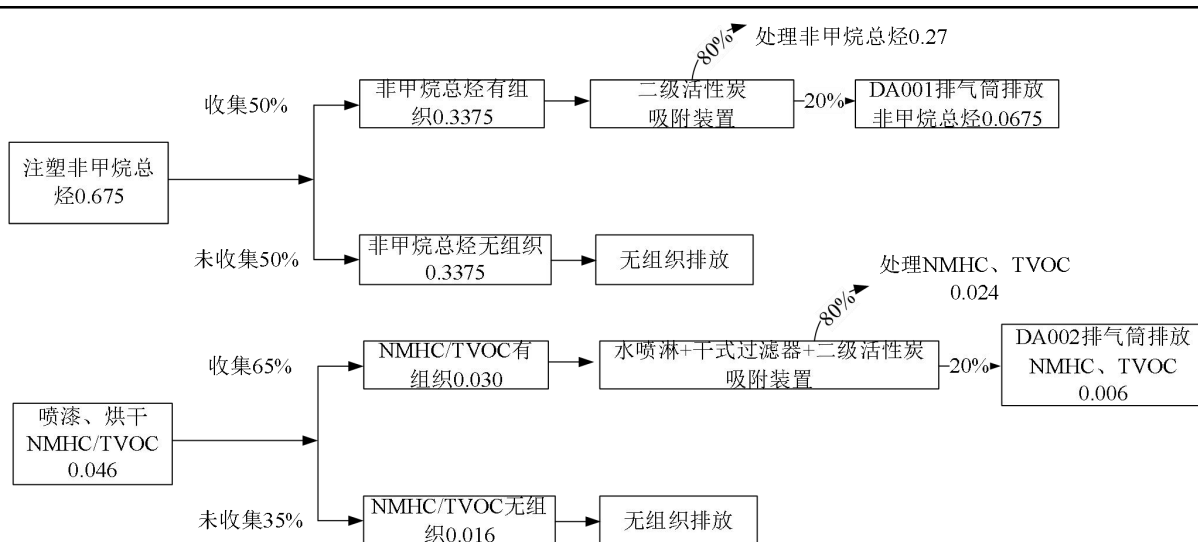 80%
处理非甲烷总烃0.27
收集50%
非甲烷总烃有组
织0.3375
二级活性炭
吸附装置
20%
DA001排气筒排放
非甲烷总烃0.0675
注塑非甲烷总
烃0.675
未收集50%
非甲烷总烃无组织
0.3375
无组织排放
80%
处理NMHC、TVOC
0.024
收集65%
NMHC/TVOC有
组织0.030
水喷淋+干式过滤器+二级活性炭
吸附装置
20%
DA002排气筒排放
NMHC、TVOC
0.006
喷漆、烘干
NMHC/TVOC
0.046
未收集35%
NMHC/TVOC无组
织0.016
无组织排放